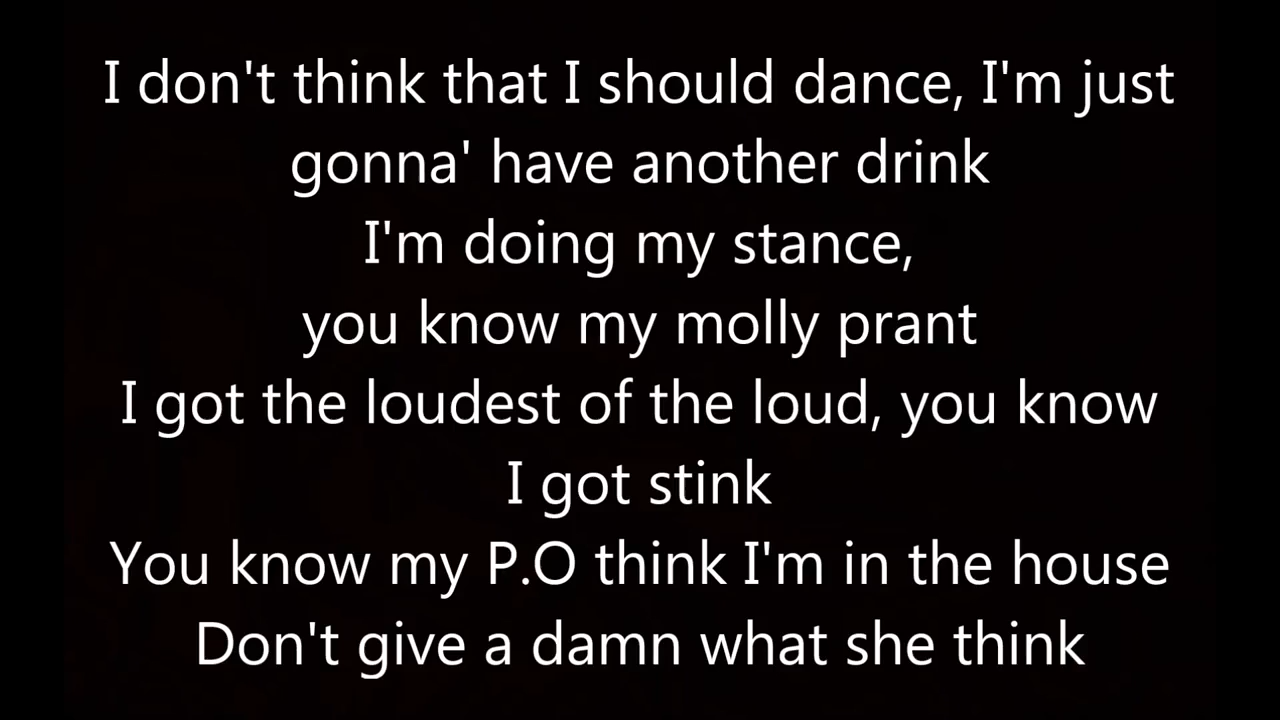 I don't think that I should dance, I'm just
gonna' have another drink
I'm doing my stance,
you know my molly prant
I got the loudest of the loud, you know
I got stink
You know my P.O think I'm in the house
Don't give a damn what she think